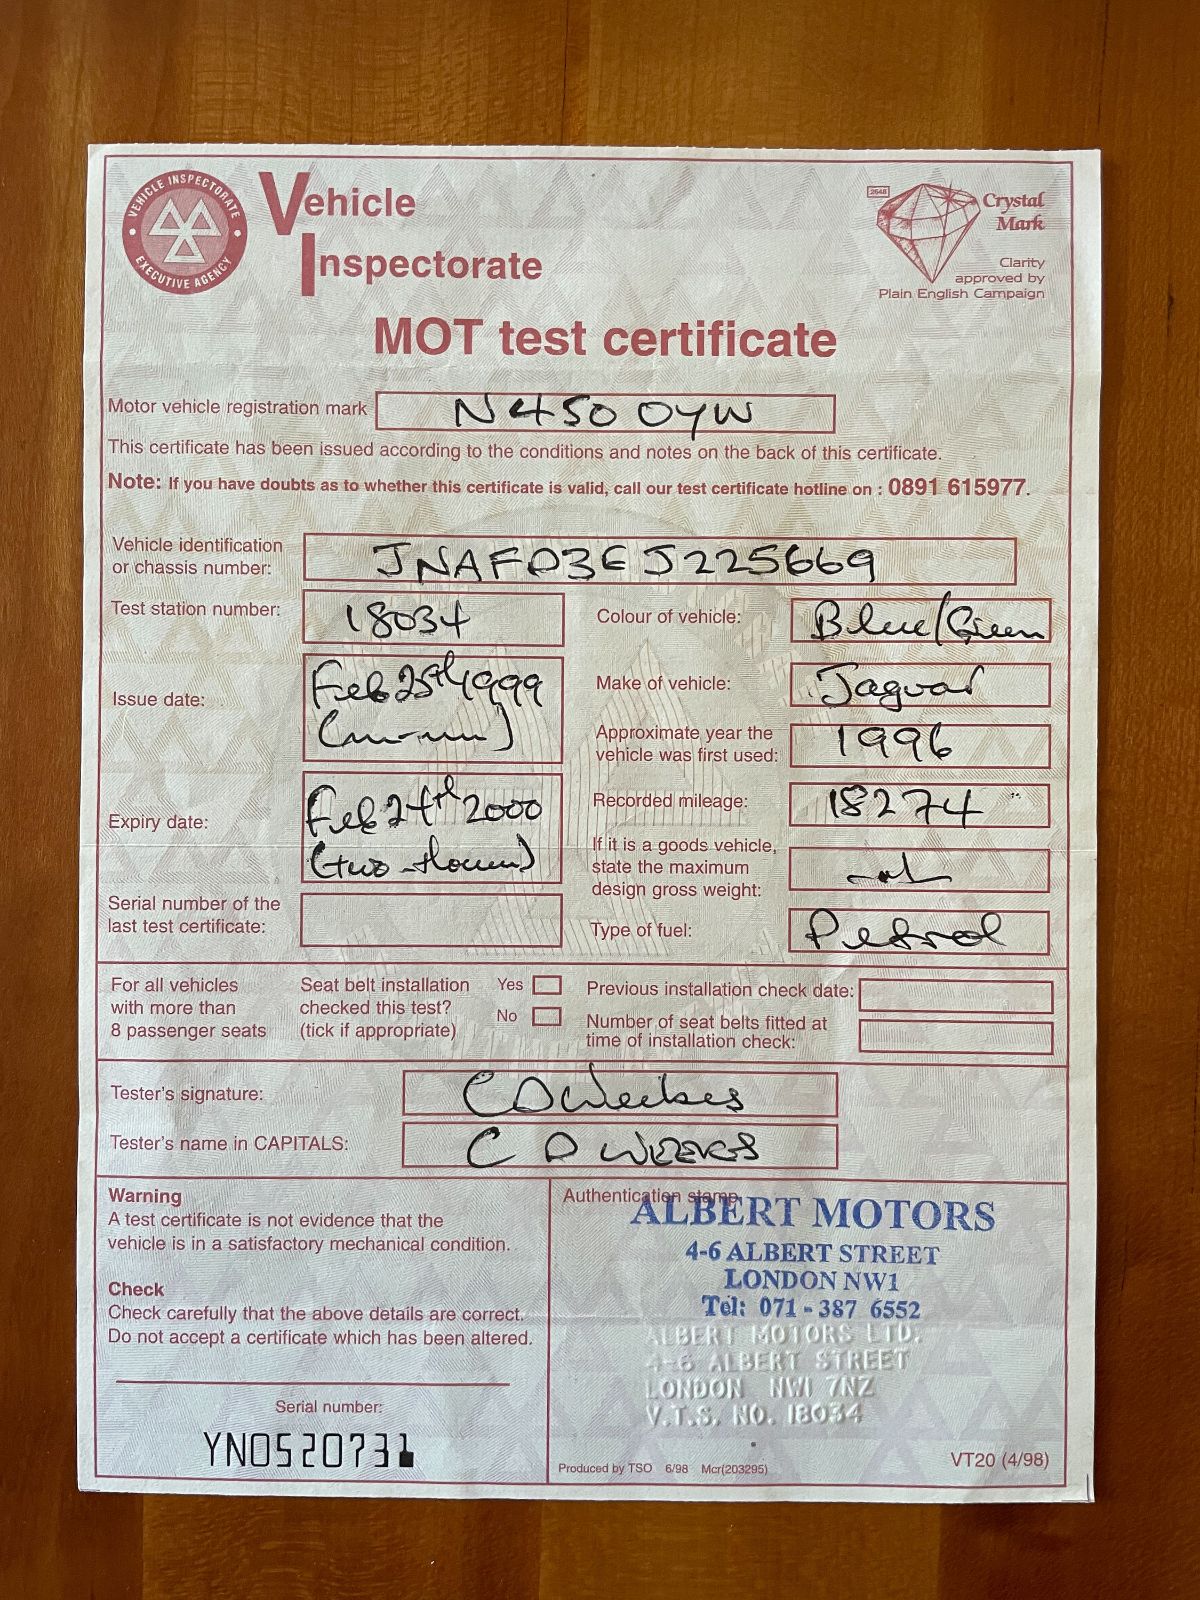 VEHICLE INSPECTORATE
EXECUTIVE AGENCY
Vehicle
Inspectorate
2648
Crystal
Mark
Clarity
approved by
Plain English Campaign
MOT test certificate
Motor vehicle registration mark N450 OYW
This certificate has been issued according to the conditions and notes on the back of this certificate.
Note: If you have doubts as to whether this certificate is valid, call our test certificate hotline on : 0891 615977.
Vehicle identification
or chassis number: JNAFD3EJ225669
Test station number: 18034
Colour of vehicle: Blue/Green
Issue date: Feb 25th 1999
Make of vehicle: Jaguar
Approximate year the
vehicle was first used: 1996
Expiry date: Feb 24th 2000
Recorded mileage: 18274
If it is a goods vehicle,
state the maximum
design gross weight:
Serial number of the
last test certificate:
Type of fuel: Petrol
For all vehicles
with more than
8 passenger seats
Seat belt installation
checked this test?
(tick if appropriate)
Yes
No
Previous installation check date:
Number of seat belts fitted at
time of installation check:
Tester's signature: C D Weekes
Tester's name in CAPITALS: C D WEEKES
Warning
A test certificate is not evidence that the
vehicle is in a satisfactory mechanical condition.
Check
Check carefully that the above details are correct.
Do not accept a certificate which has been altered.
Serial number:
YN0520731
Authentication stamp
ALBERT MOTORS
4-6 ALBERT STREET
LONDON NW1
Tel: 071-387 6552
ALBERT MOTORS LTD.
4-6 ALBERT STREET
LONDON NW1 7NZ
V.T.S. NO. 18034
Produced by TSO 6/98 Mcr(203295)
VT20 (4/98)